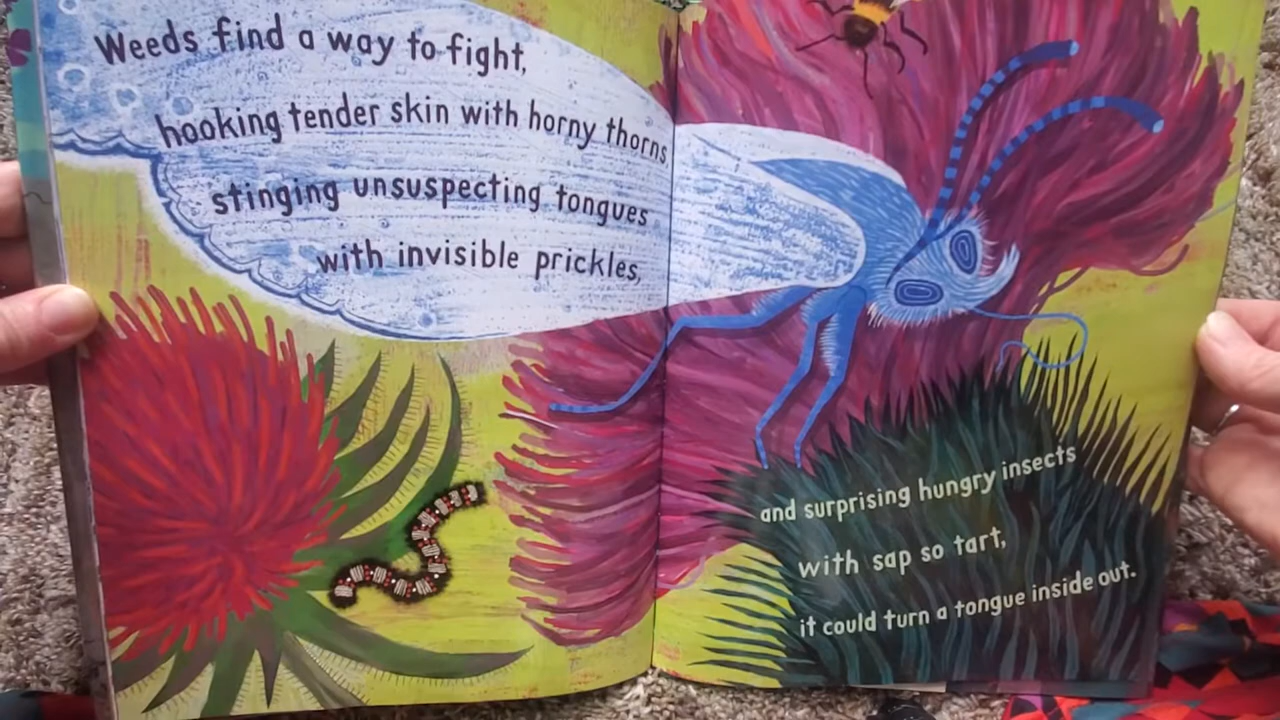 Weeds find a way to fight,
hooking tender skin with horny thorns
stinging unsuspecting tongues
with invisible prickles,
and surprising hungry insects
with sap so tart,
it could turn a tongue inside out.